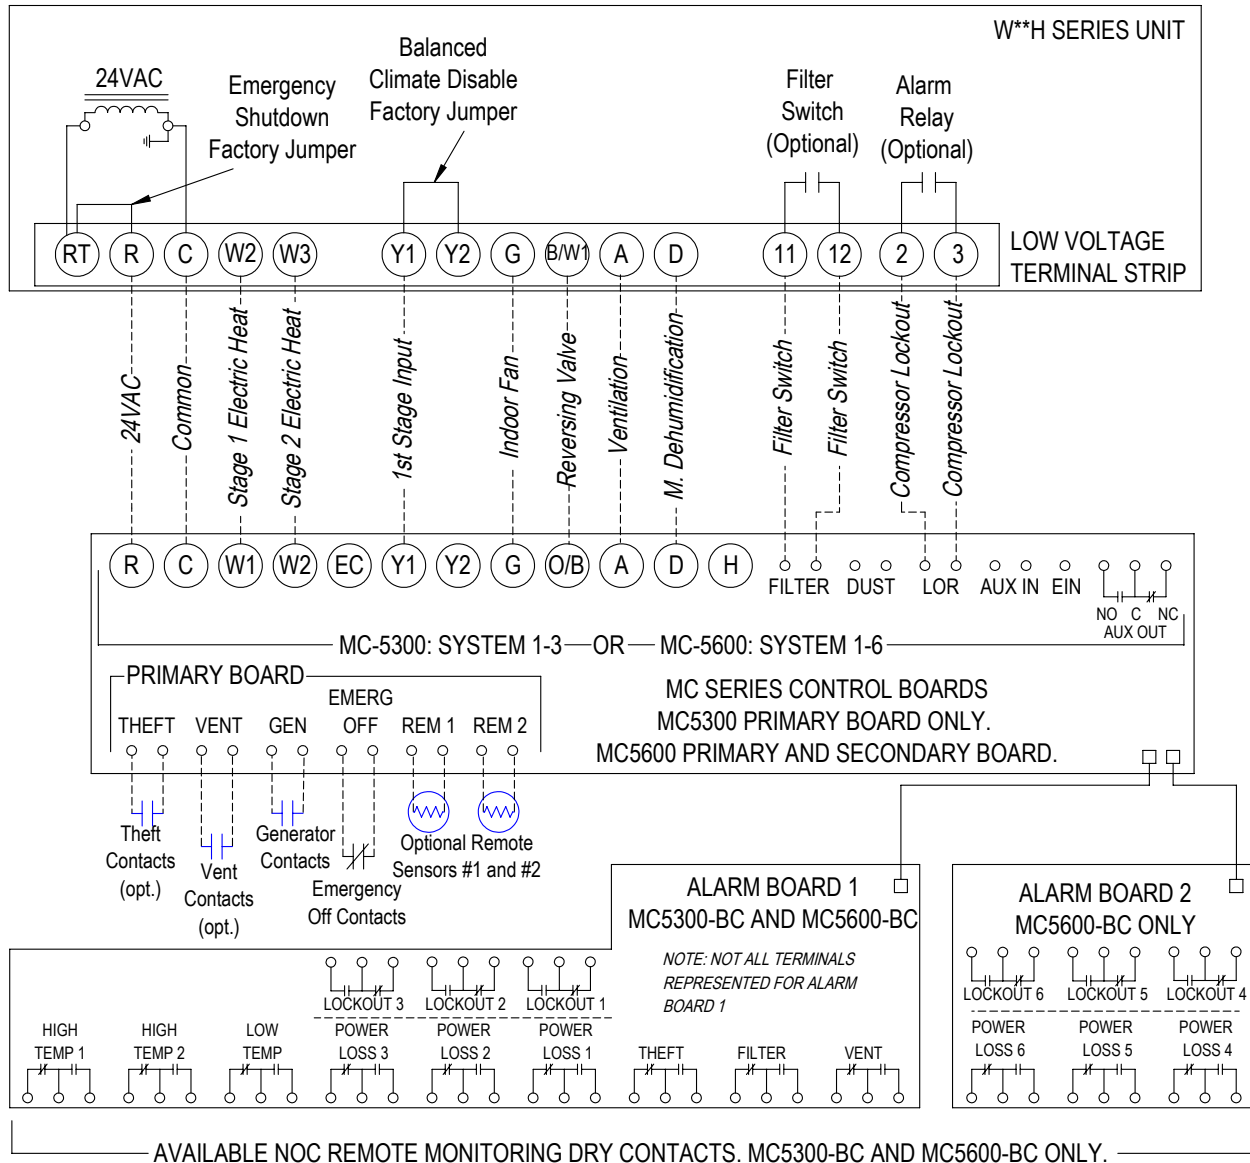 W**H SERIES UNIT
24VAC
Emergency
Shutdown
Factory Jumper
Balanced
Climate Disable
Factory Jumper
Filter
Switch
(Optional)
Alarm
Relay
(Optional)
RT R C W2 W3 Y1 Y2 G B/W1 A D 11 12 2 3
LOW VOLTAGE
TERMINAL STRIP
24VAC
Common
Stage 1 Electric Heat
Stage 2 Electric Heat
1st Stage Input
Indoor Fan
Reversing Valve
Ventilation
M. Dehumidification
Filter Switch
Filter Switch
Compressor Lockout
Compressor Lockout
R C W1 W2 EC Y1 Y2 G O/B A D H
FILTER DUST LOR AUX IN EIN
NO C NC
AUX OUT
MC-5300: SYSTEM 1-3 OR MC-5600: SYSTEM 1-6
PRIMARY BOARD
THEFT VENT GEN EMERG
OFF REM 1 REM 2
MC SERIES CONTROL BOARDS
MC5300 PRIMARY BOARD ONLY.
MC5600 PRIMARY AND SECONDARY BOARD.
Theft
Contacts
(opt.)
Vent
Contacts
(opt.)
Generator
Contacts
Emergency
Off Contacts
Optional Remote
Sensors #1 and #2
ALARM BOARD 1
MC5300-BC AND MC5600-BC
NOTE: NOT ALL TERMINALS
REPRESENTED FOR ALARM
BOARD 1
LOCKOUT 3 LOCKOUT 2 LOCKOUT 1
HIGH
TEMP 1
HIGH
TEMP 2
LOW
TEMP
POWER
LOSS 3
POWER
LOSS 2
POWER
LOSS 1
THEFT
FILTER
VENT
ALARM BOARD 2
MC5600-BC ONLY
LOCKOUT 6 LOCKOUT 5 LOCKOUT 4
POWER
LOSS 6
POWER
LOSS 5
POWER
LOSS 4
AVAILABLE NOC REMOTE MONITORING DRY CONTACTS. MC5300-BC AND MC5600-BC ONLY.